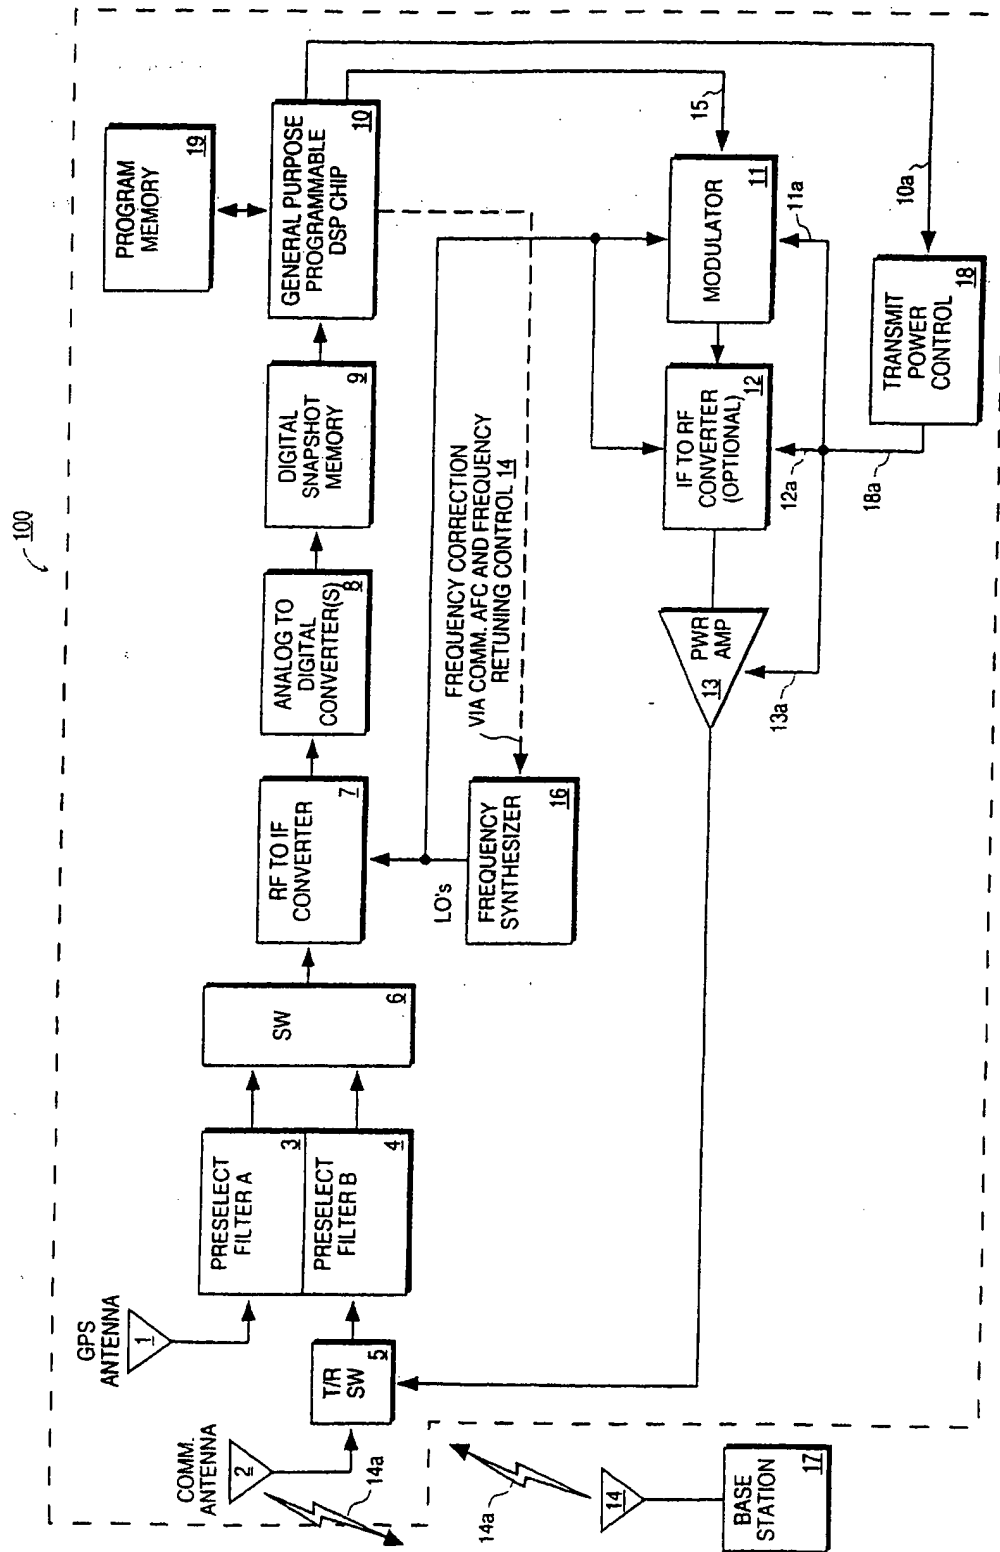 100
GPS
ANTENNA
1
COMM.
ANTENNA
2
14a
T/R
SW
5
PRESELECT
FILTER A
3
PRESELECT
FILTER B
4
SW
6
RF TO IF
CONVERTER
7
ANALOG TO
DIGITAL
CONVERTER(S)
8
DIGITAL
SNAPSHOT
MEMORY
9
GENERAL PURPOSE
PROGRAMMABLE
DSP CHIP
10
PROGRAM
MEMORY
19
LO's
FREQUENCY
SYNTHESIZER
16
FREQUENCY CORRECTION
VIA COMM. AFC AND FREQUENCY
RETUNING CONTROL 14
PWR
AMP
13
13a
IF TO RF
CONVERTER
(OPTIONAL)
12
12a
MODULATOR
11
11a
15
10a
TRANSMIT
POWER
CONTROL
18
18a
14a
14
BASE
STATION
17